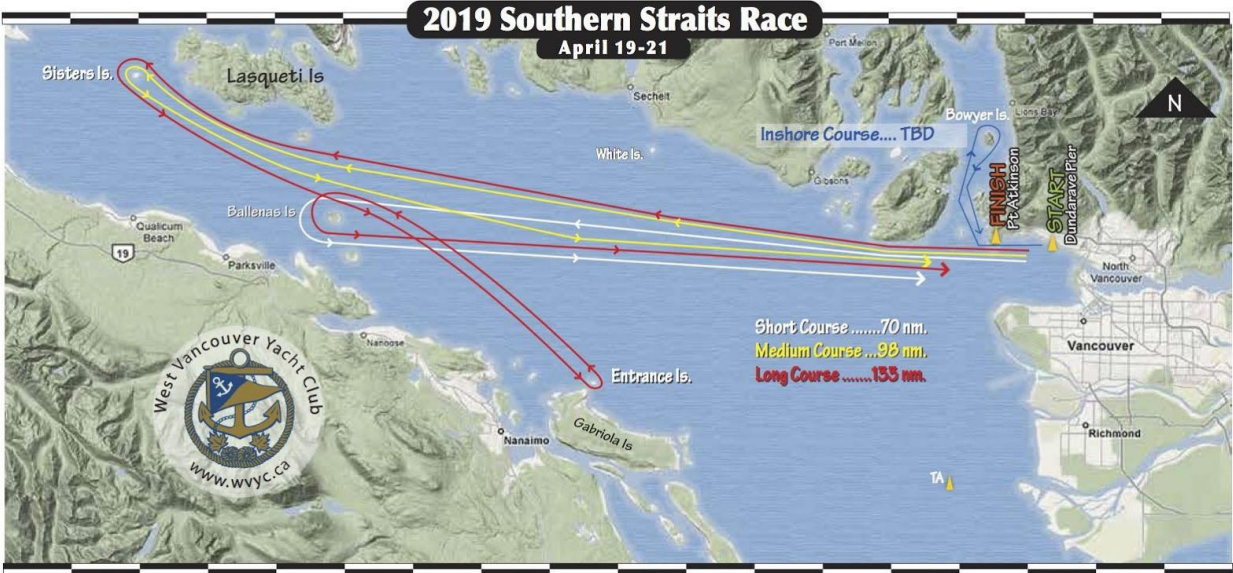 2019 Southern Straits Race
April 19-21
Port Mellon
Sisters Is.
Lasqueti Is
Sechelt
Bowyer Is.
Lions Bay
N
Inshore Course.... TBD
White Is.
Gibsons
FINISH
Pt Atkinson
START
Dundarave Pier
Ballenas Is
Qualicum
Beach
19
Parksville
North
Vancouver
Short Course .......70 nm.
Medium Course ...98 nm.
Long Course .......133 nm.
Vancouver
Nanoose
West Vancouver Yacht Club
www.wvyc.ca
Entrance Is.
Gabriola Is
Nanaimo
Richmond
TA